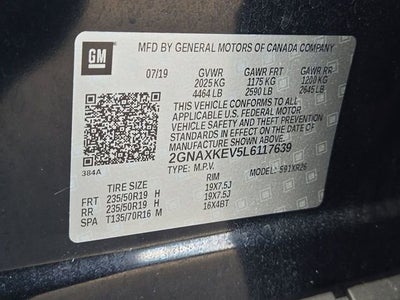 GM
MFD BY GENERAL MOTORS OF CANADA COMPANY
07/19 GVWR GAWR FRT GAWR RR
2025 KG 1175 KG 1200 KG
4464 LB 2590 LB 2645 LB
THIS VEHICLE CONFORMS TO ALL APPLICABLE
U.S. FEDERAL MOTOR VEHICLE SAFETY, BUMPER,
AND THEFT PREVENTION STANDARDS IN EFFECT
ON THE DATE OF MANUFACTURE SHOWN ABOVE.
2GNAXKEV5L6117639
384A
TYPE: M.P.V. MODEL: S91XR26
TIRE SIZE RIM
FRT 235/50R19 H 19X7.5J
RR 235/50R19 H 19X7.5J
SPA T135/70R16 M 16X4BT